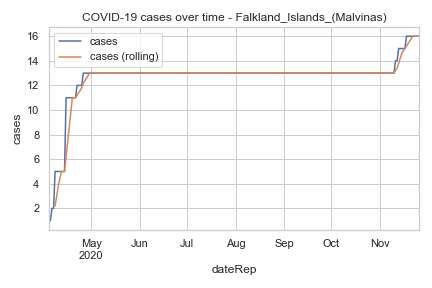 COVID-19 cases over time - Falkland_Islands_(Malvinas)
cases
cases (rolling)
16
14
12
10
8
6
4
2
cases
May Jun Jul Aug Sep Oct Nov
2020
dateRep